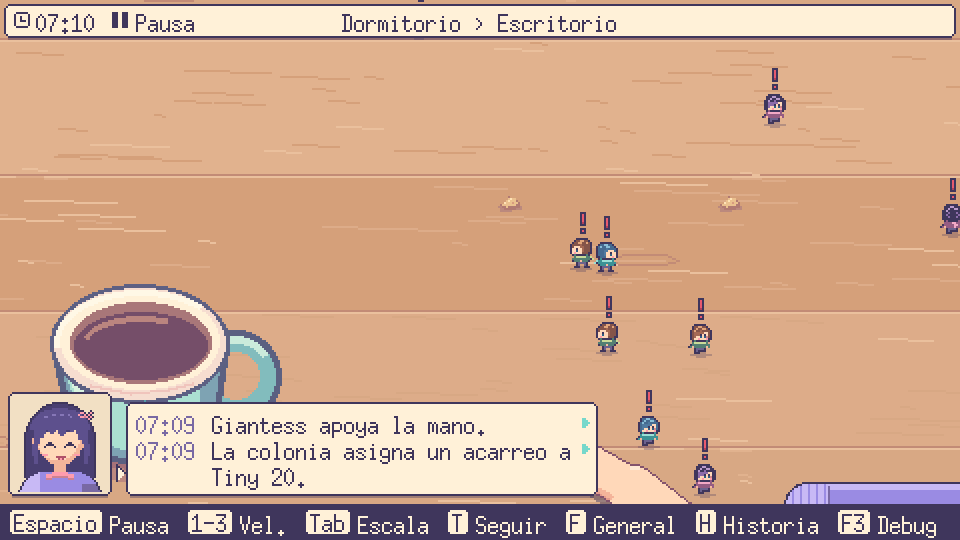 07:10 Pausa Dormitorio > Escritorio
!
!
! !
! !
!
!
07:09 Giantess apoya la mano.
07:09 La colonia asigna un acarreo a
Tiny 20.
Espacio Pausa 1-3 Vel. Tab Escala T Seguir F General H Historia F3 Debug